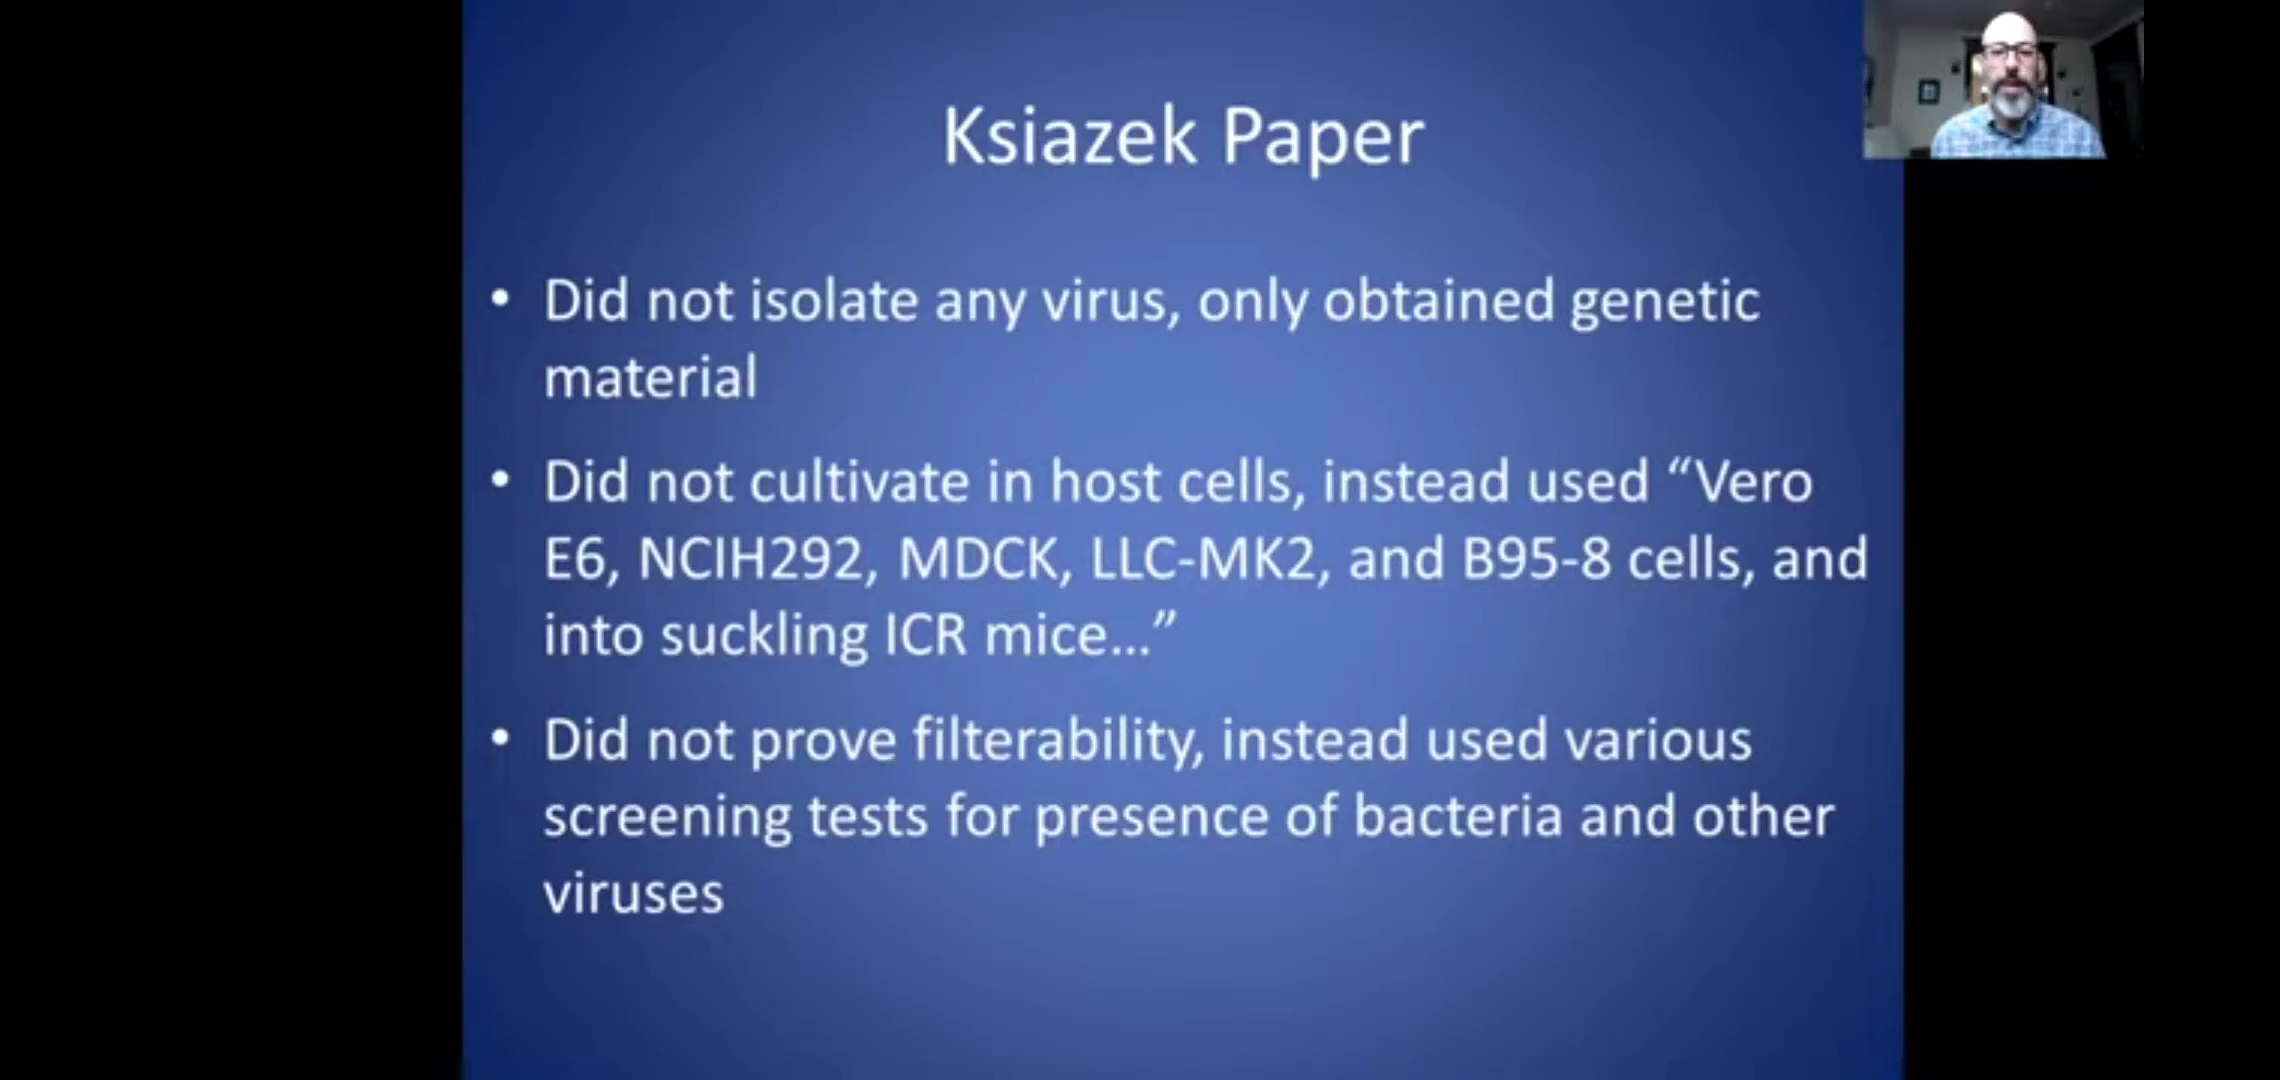 Ksiazek Paper
• Did not isolate any virus, only obtained genetic
material
• Did not cultivate in host cells, instead used “Vero
E6, NCIH292, MDCK, LLC-MK2, and B95-8 cells, and
into suckling ICR mice...”
• Did not prove filterability, instead used various
screening tests for presence of bacteria and other
viruses